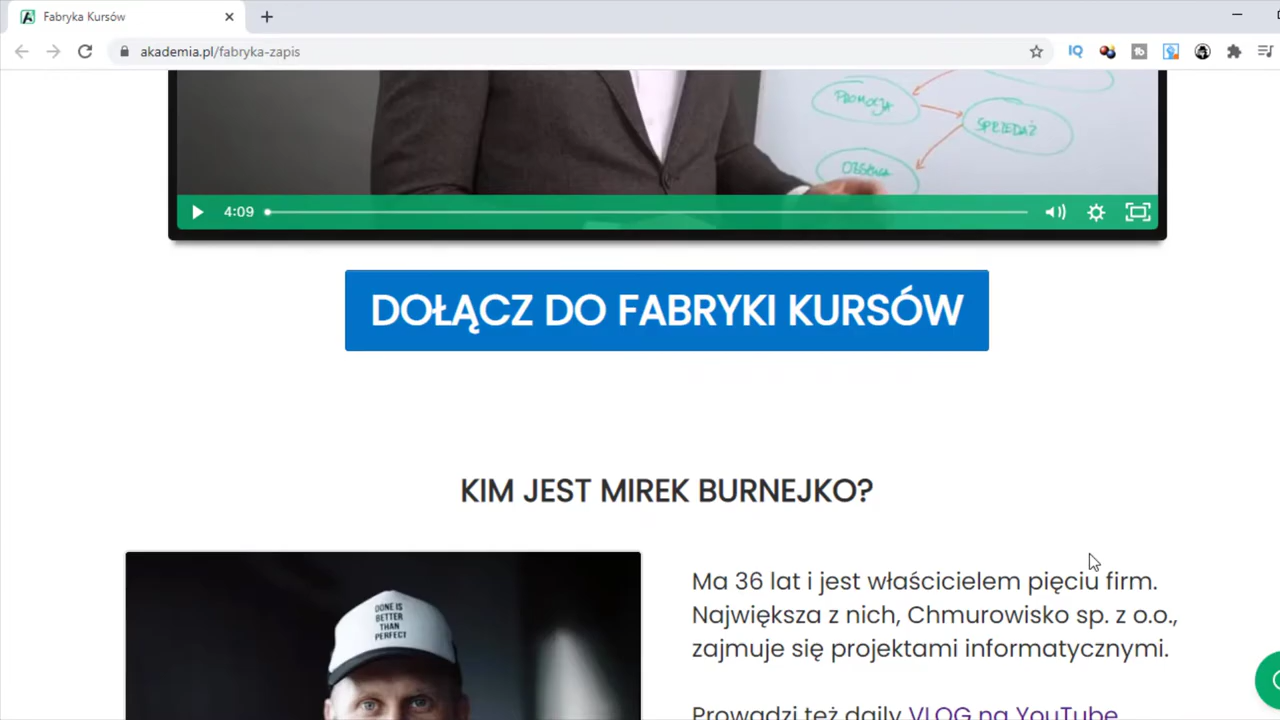 Fabryka Kursów
akademia.pl/fabryka-zapis
IQ
PROMOCJA
SPRZEDAŻ
OBSŁUGA
4:09
DOŁĄCZ DO FABRYKI KURSÓW
KIM JEST MIREK BURNEJKO?
DONE IS
BETTER
THAN
PERFECT
Ma 36 lat i jest właścicielem pięciu firm.
Największa z nich, Chmurowisko sp. z o.o.,
zajmuje się projektami informatycznymi.
Prowadzi też daily VLOG na YouTube